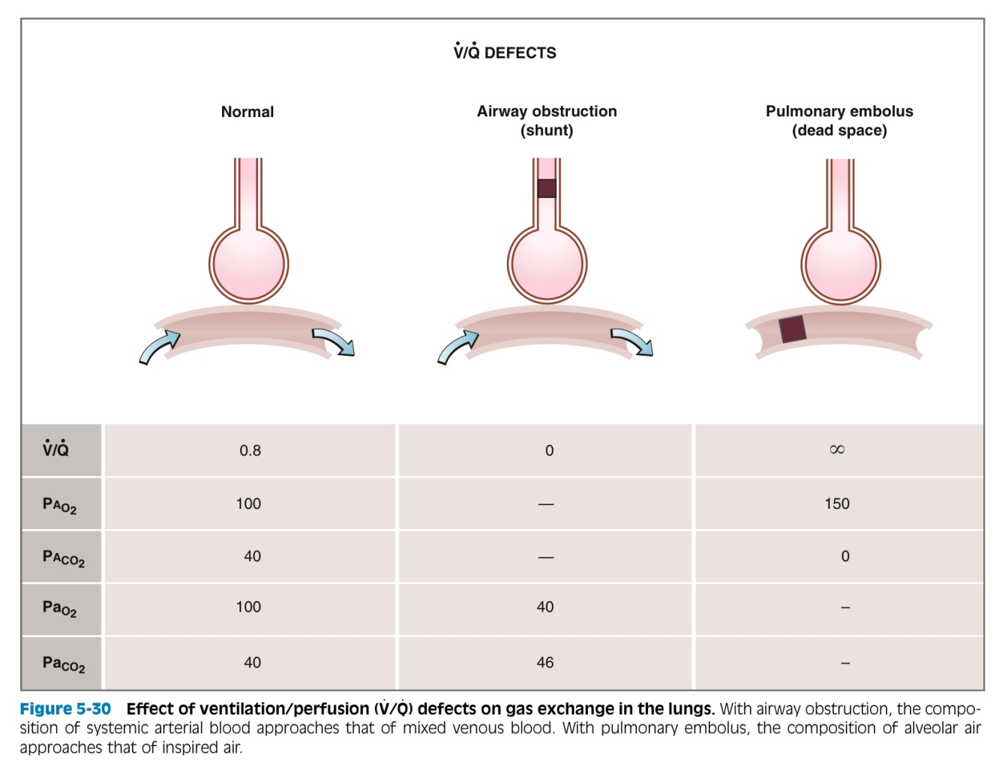 V̇/Q̇ DEFECTS
Normal
Airway obstruction
(shunt)
Pulmonary embolus
(dead space)
V̇/Q̇ 0.8 0 ∞
PAO2 100 — 150
PACO2 40 — 0
PaO2 100 40 –
PaCO2 40 46 –
Figure 5-30 Effect of ventilation/perfusion (V̇/Q̇) defects on gas exchange in the lungs. With airway obstruction, the compo-
sition of systemic arterial blood approaches that of mixed venous blood. With pulmonary embolus, the composition of alveolar air
approaches that of inspired air.